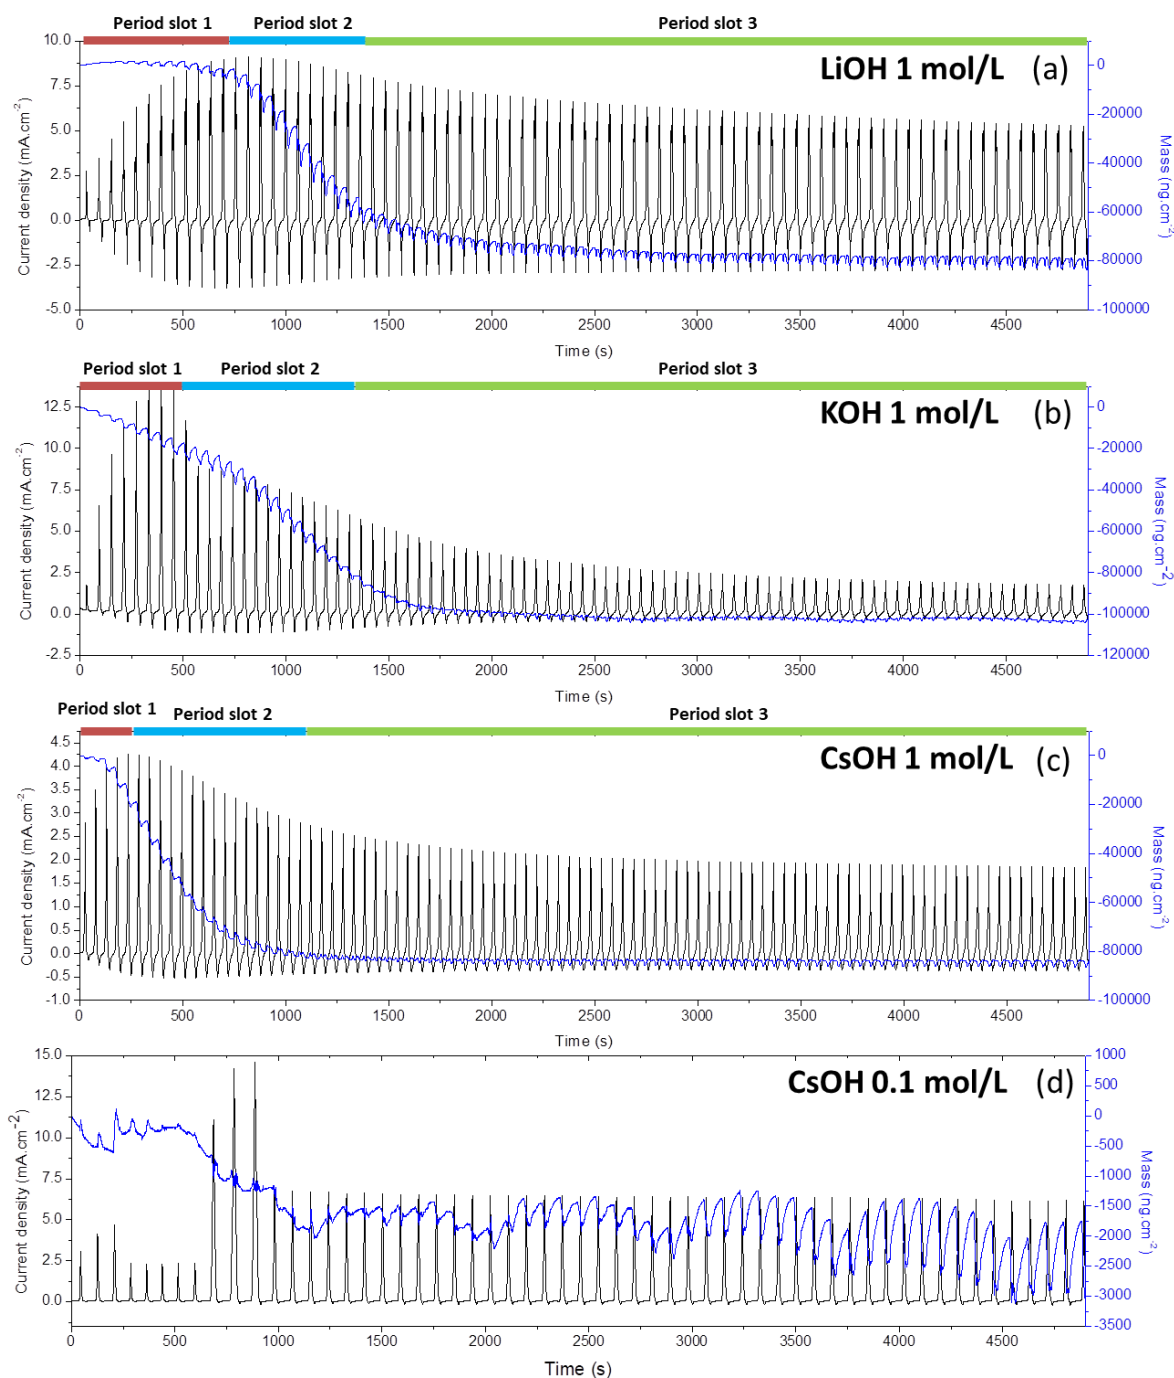 Period slot 1 Period slot 2 Period slot 3
LiOH 1 mol/L (a)
Current density (mA.cm-2)
10.0
7.5
5.0
2.5
0.0
-2.5
-5.0
0
-20000
-40000
-60000
-80000
-100000
Mass (ng.cm-2)
0 500 1000 1500 2000 2500 3000 3500 4000 4500
Time (s)
Period slot 1 Period slot 2 Period slot 3
KOH 1 mol/L (b)
Current density (mA.cm-2)
12.5
10.0
7.5
5.0
2.5
0.0
-2.5
0
-20000
-40000
-60000
-80000
-100000
-120000
Mass (ng.cm-2)
0 500 1000 1500 2000 2500 3000 3500 4000 4500
Time (s)
Period slot 1 Period slot 2 Period slot 3
CsOH 1 mol/L (c)
Current density (mA.cm-2)
4.5
4.0
3.5
3.0
2.5
2.0
1.5
1.0
0.5
0.0
-0.5
-1.0
0
-20000
-40000
-60000
-80000
-100000
Mass (ng.cm-2)
0 500 1000 1500 2000 2500 3000 3500 4000 4500
Time (s)
CsOH 0.1 mol/L (d)
Current density (mA.cm-2)
15.0
12.5
10.0
7.5
5.0
2.5
0.0
1000
500
0
-500
-1000
-1500
-2000
-2500
-3000
-3500
Mass (ng.cm-2)
0 500 1000 1500 2000 2500 3000 3500 4000 4500
Time (s)